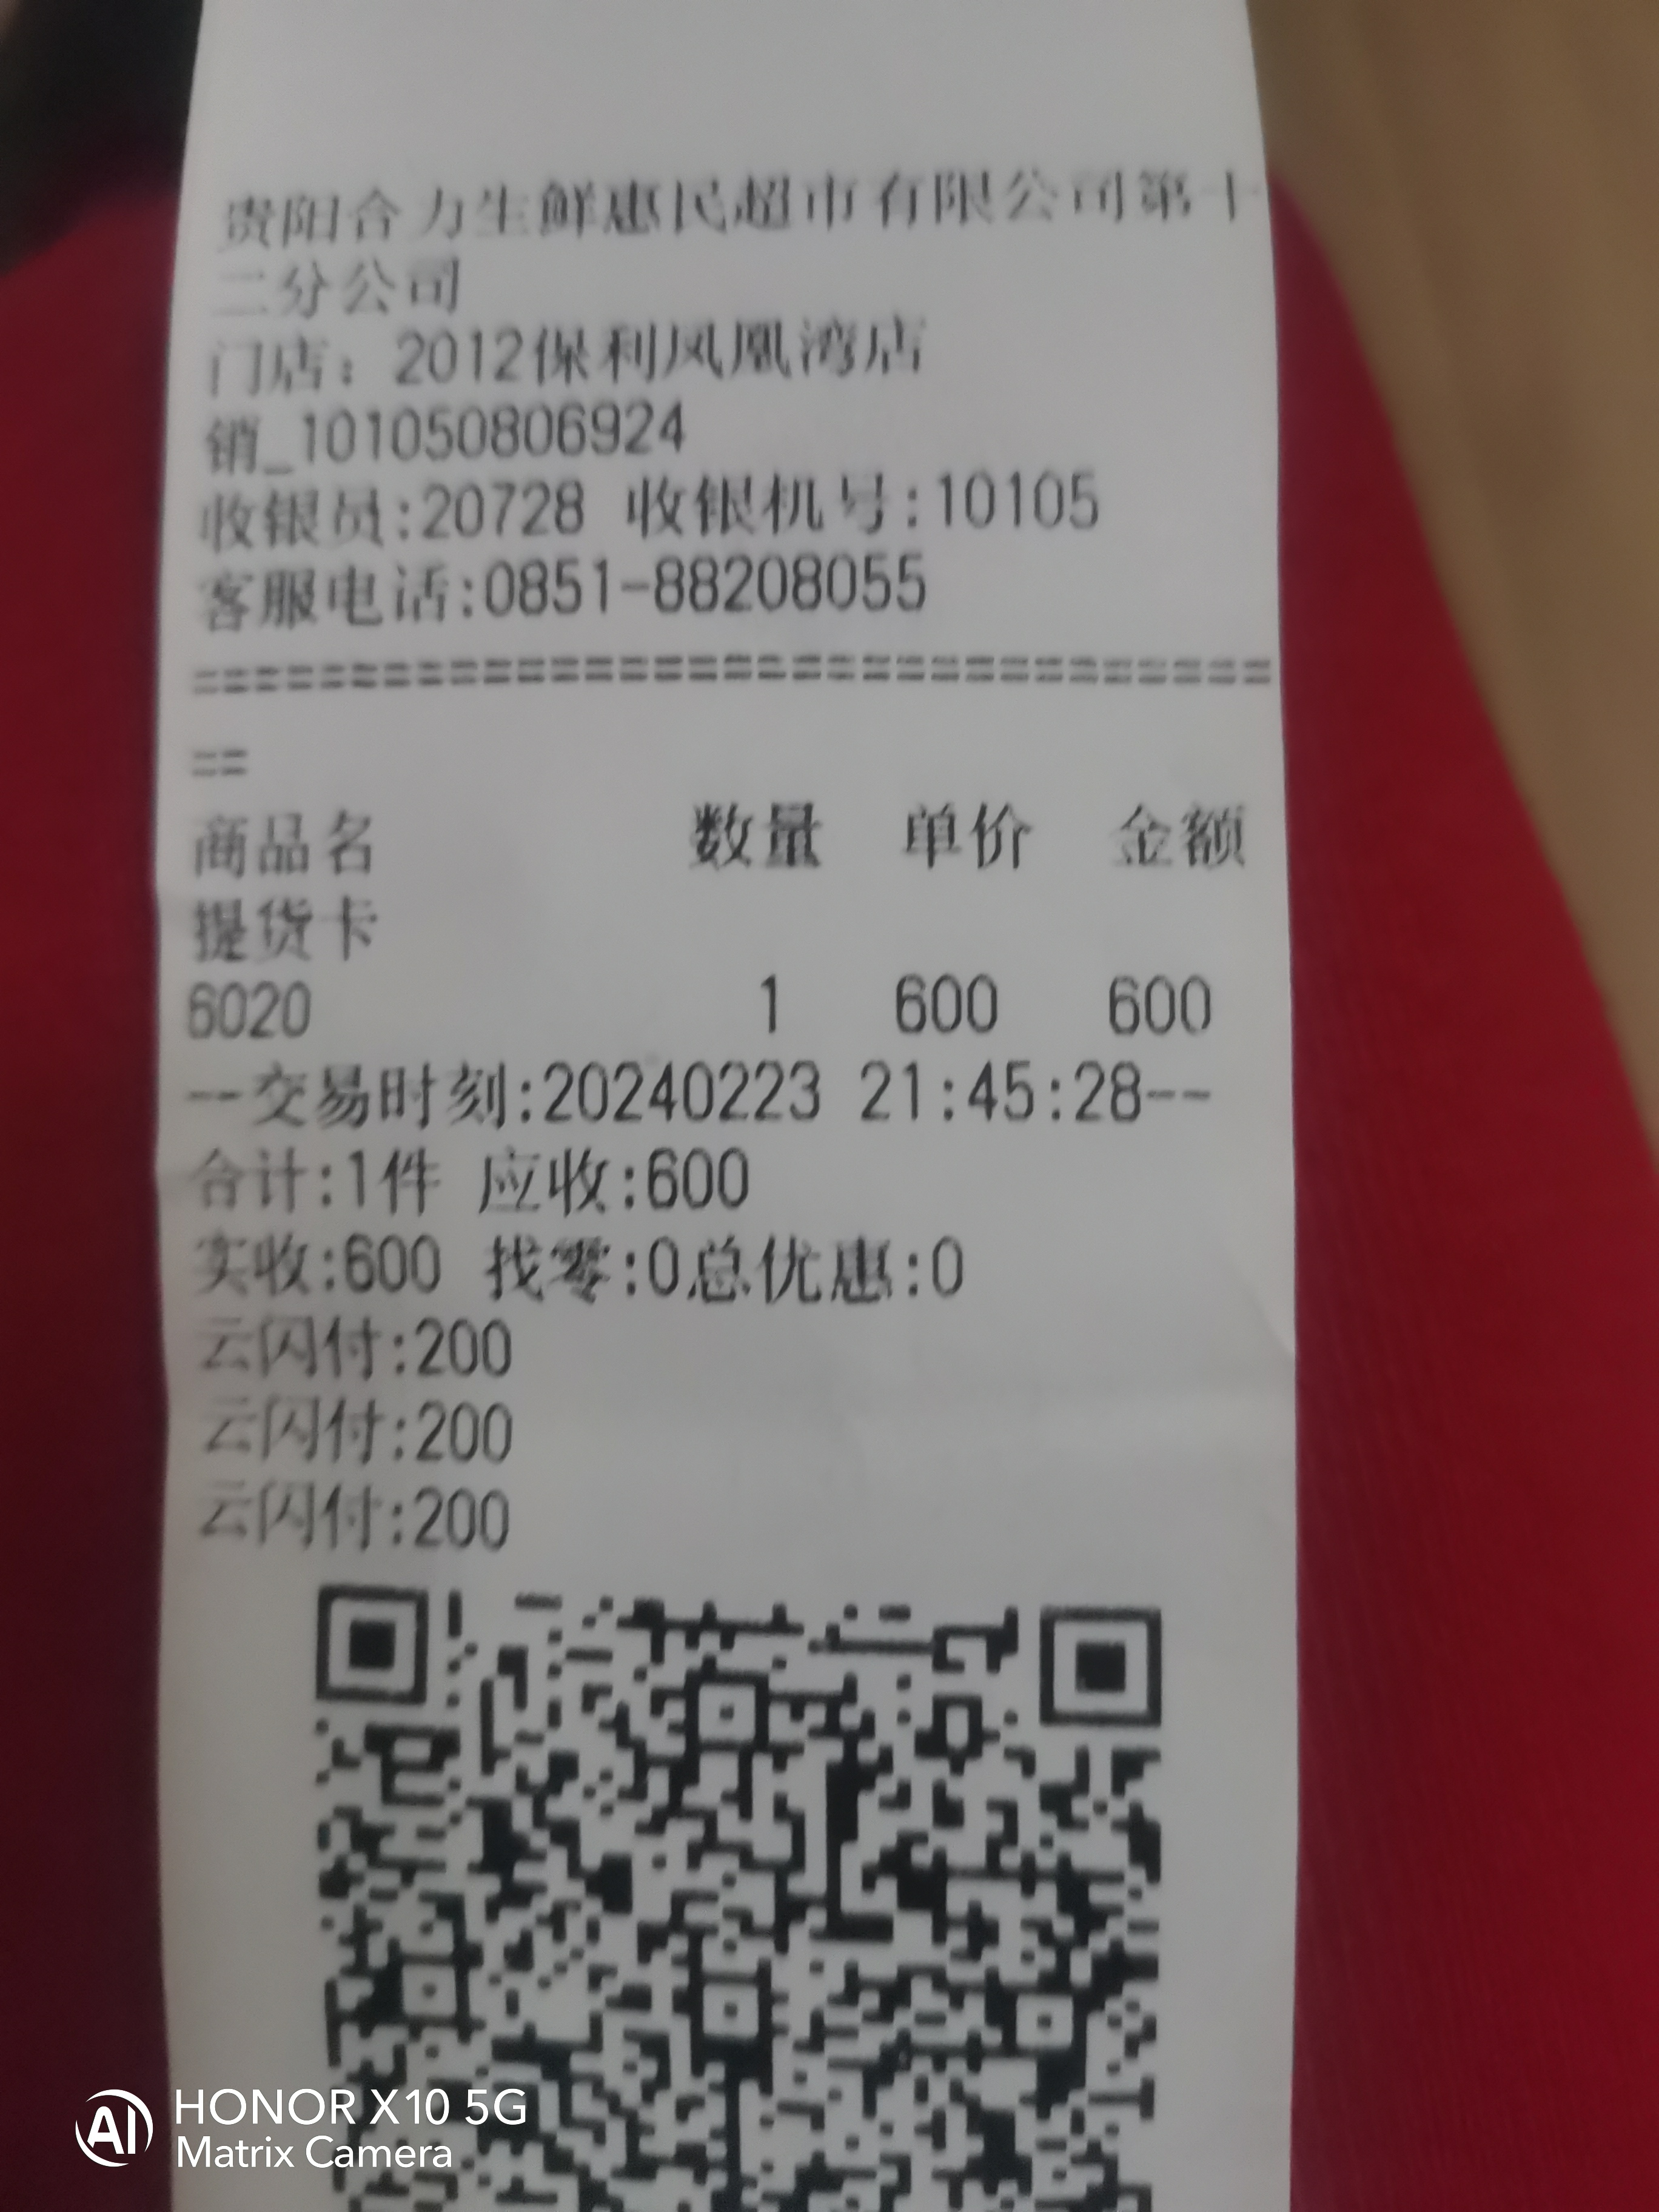 贵阳合力生鲜惠民超市有限公司第十
二分公司
门店：2012保利凤凰湾店
销_101050806924
收银员:20728 收银机号:10105
客服电话:0851-88208055
================================
==
商品名 数量 单价 金额
提货卡
6020 1 600 600
--交易时刻:20240223 21:45:28--
合计:1件 应收:600
实收:600 找零:0总优惠:0
云闪付:200
云闪付:200
云闪付:200
AI HONOR X10 5G
Matrix Camera